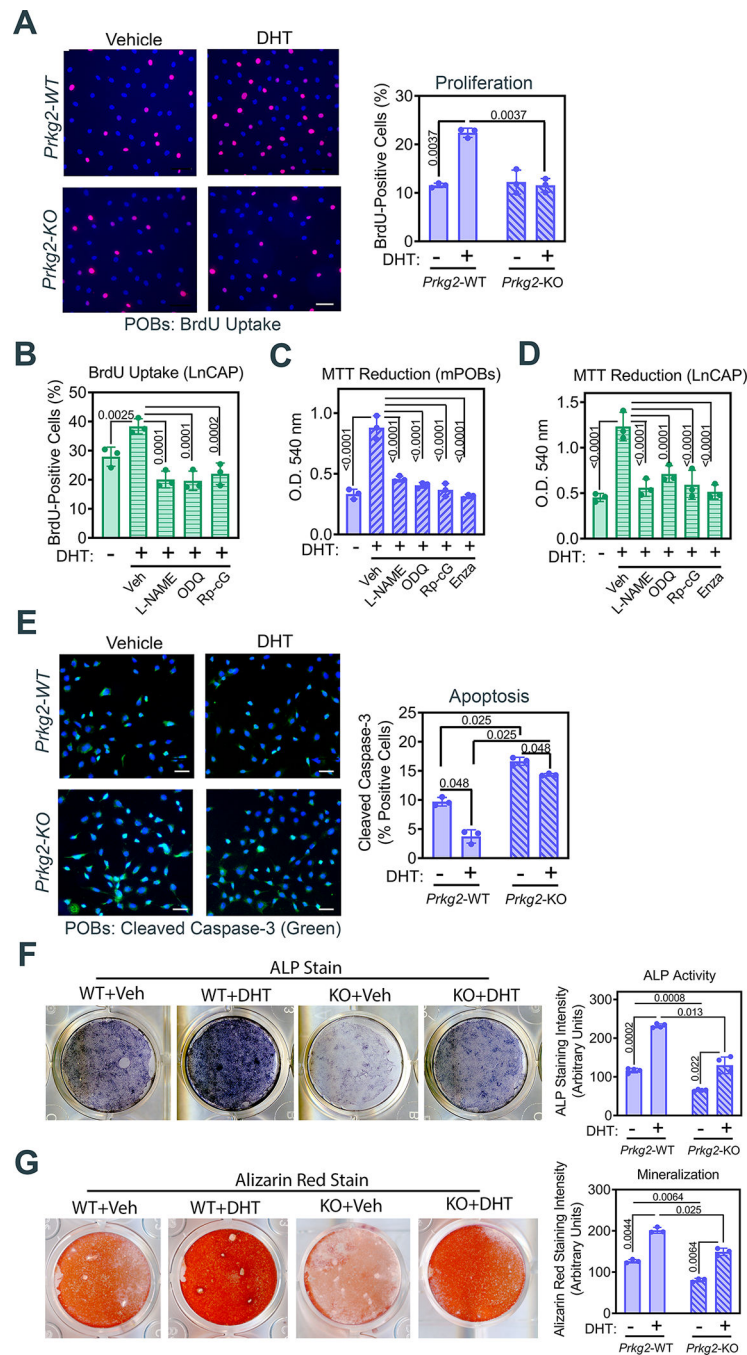 A
Vehicle
DHT
Prkg2-WT
Prkg2-KO
POBs: BrdU Uptake
Proliferation
BrdU-Positive Cells (%)
30
20
10
0
0.0037
0.0037
DHT:
- + - +
Prkg2-WT
Prkg2-KO
B
BrdU Uptake (LnCAP)
BrdU-Positive Cells (%)
50
40
30
20
10
0
0.0025
0.0001
0.0001
0.0002
DHT:
- + + + +
Veh
L-NAME
ODQ
Rp-cG
C
MTT Reduction (mPOBs)
O.D. 540 nm
1.0
0.5
0.0
<0.0001
<0.0001
<0.0001
<0.0001
<0.0001
DHT:
- + + + + +
Veh
L-NAME
ODQ
Rp-cG
Enza
D
MTT Reduction (LnCAP)
O.D. 540 nm
1.5
1.0
0.5
0.0
<0.0001
<0.0001
<0.0001
<0.0001
<0.0001
DHT:
- + + + + +
Veh
L-NAME
ODQ
Rp-cG
Enza
E
Vehicle
DHT
Prkg2-WT
Prkg2-KO
POBs: Cleaved Caspase-3 (Green)
Apoptosis
Cleaved Caspase-3
(% Positive Cells)
25
20
15
10
5
0
0.025
0.025
0.048
0.048
DHT:
- + - +
Prkg2-WT
Prkg2-KO
F
ALP Stain
WT+Veh
WT+DHT
KO+Veh
KO+DHT
ALP Activity
ALP Staining Intensity
(Arbitrary Units)
300
200
100
0
0.0008
0.013
0.0002
0.022
DHT:
- + - +
Prkg2-WT
Prkg2-KO
G
Alizarin Red Stain
WT+Veh
WT+DHT
KO+Veh
KO+DHT
Mineralization
Alizarin Red Staining Intensity
(Arbitrary Units)
300
200
100
0
0.0064
0.025
0.0044
0.0064
DHT:
- + - +
Prkg2-WT
Prkg2-KO